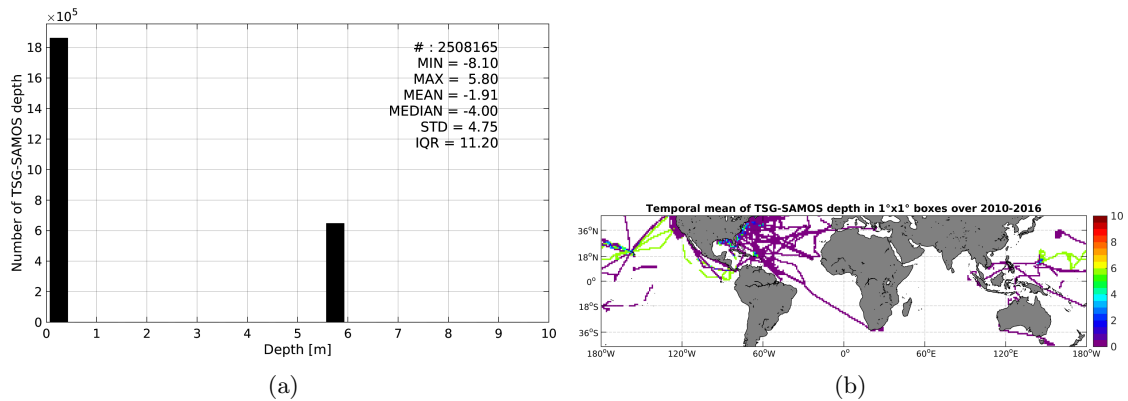 ×10⁵
18
16
14
12
10
8
6
4
2
0
Number of TSG-SAMOS depth
# : 2508165
MIN = -8.10
MAX = 5.80
MEAN = -1.91
MEDIAN = -4.00
STD = 4.75
IQR = 11.20
0 1 2 3 4 5 6 7 8 9 10
Depth [m]
(a)
Temporal mean of TSG-SAMOS depth in 1°x1° boxes over 2010-2016
36°N
18°N
0°
18°S
36°S
180°W 120°W 60°W 0° 60°E 120°E 180°W
10
8
6
4
2
0
(b)